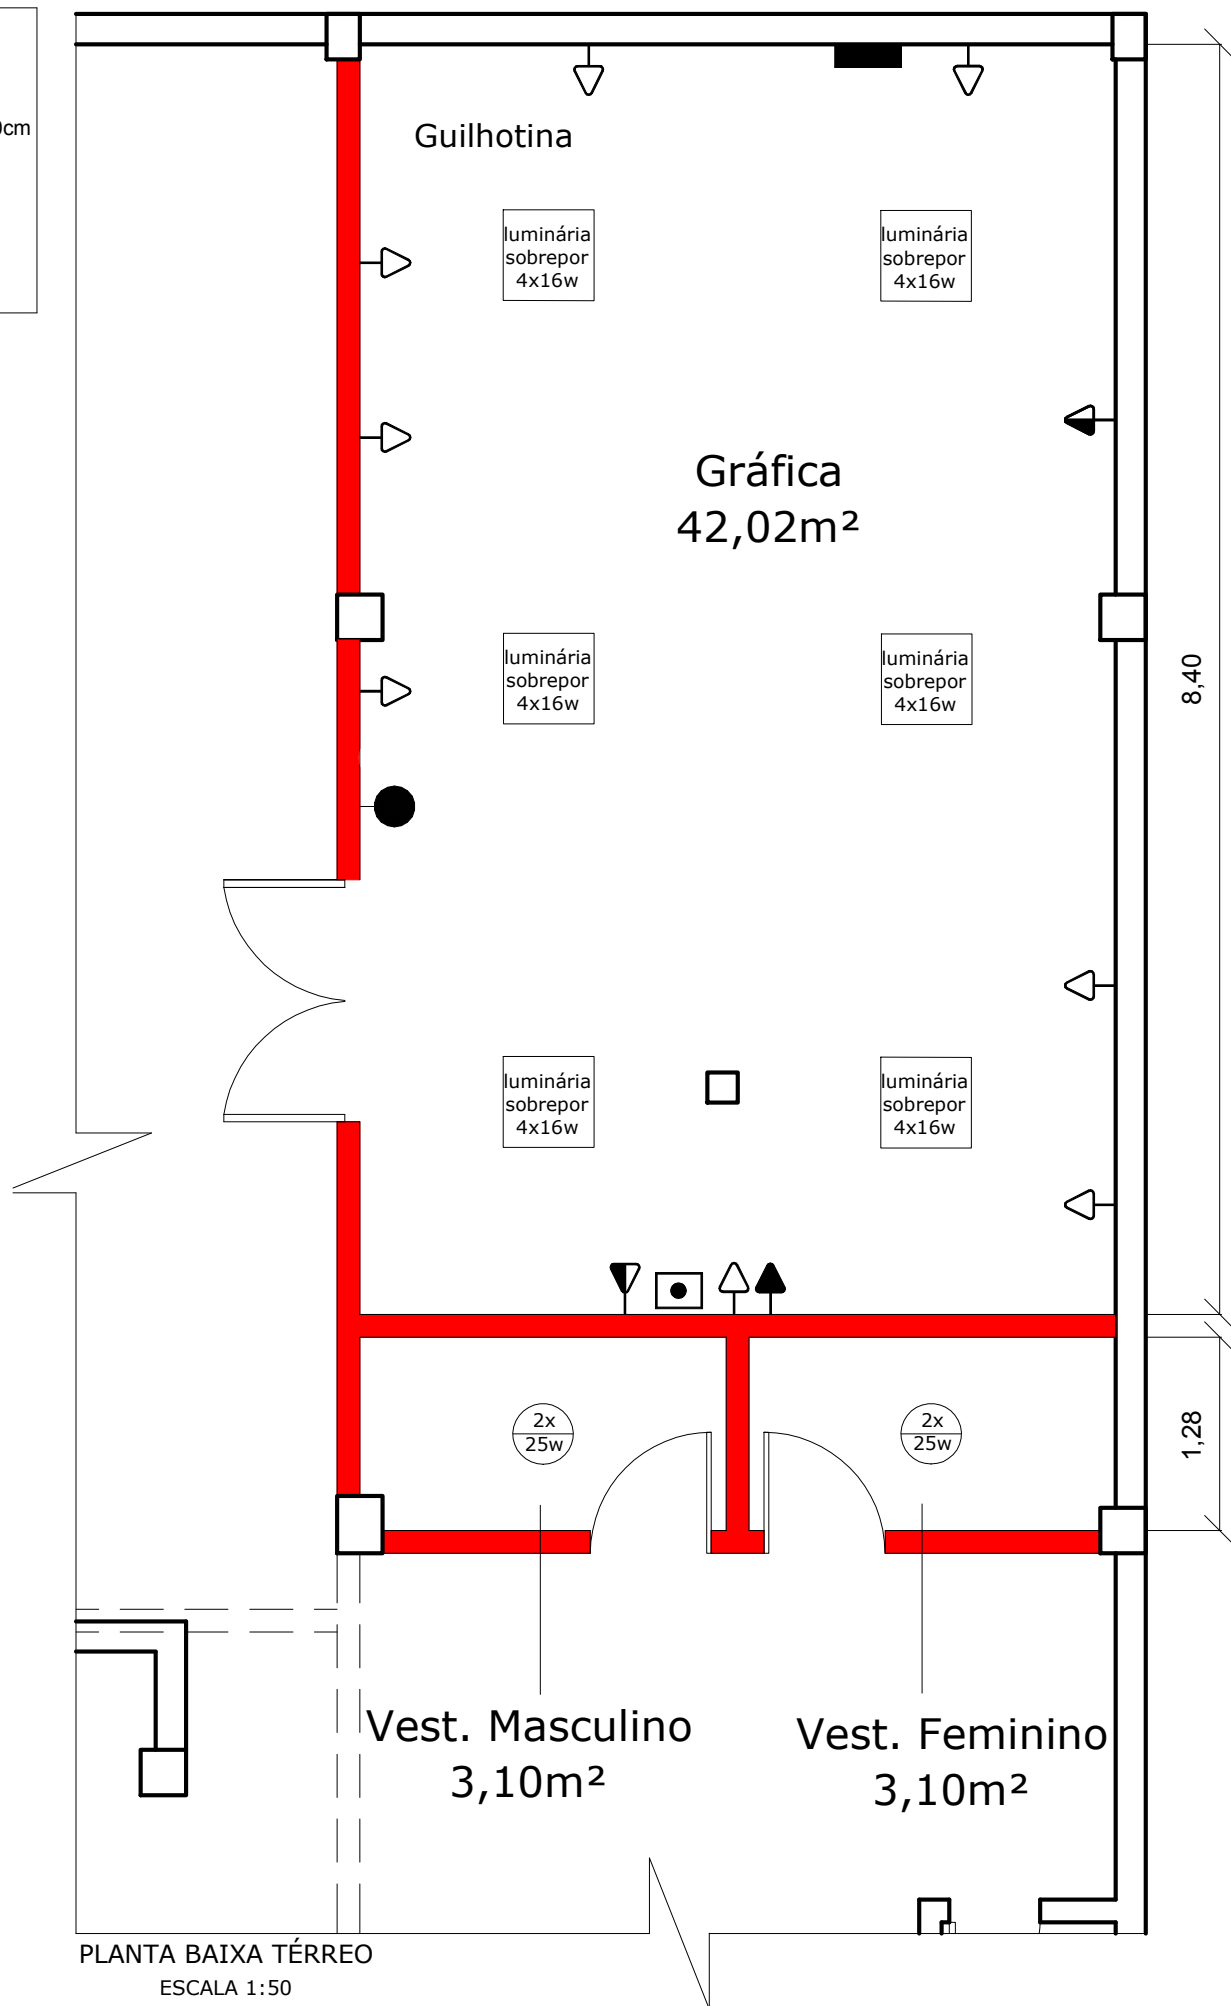 cm
Guilhotina
luminária
sobrepor
4x16w
luminária
sobrepor
4x16w
Gráfica
42,02m²
luminária
sobrepor
4x16w
luminária
sobrepor
4x16w
8,40
luminária
sobrepor
4x16w
luminária
sobrepor
4x16w
2x
25w
2x
25w
1,28
Vest. Masculino
3,10m²
Vest. Feminino
3,10m²
PLANTA BAIXA TÉRREO
ESCALA 1:50